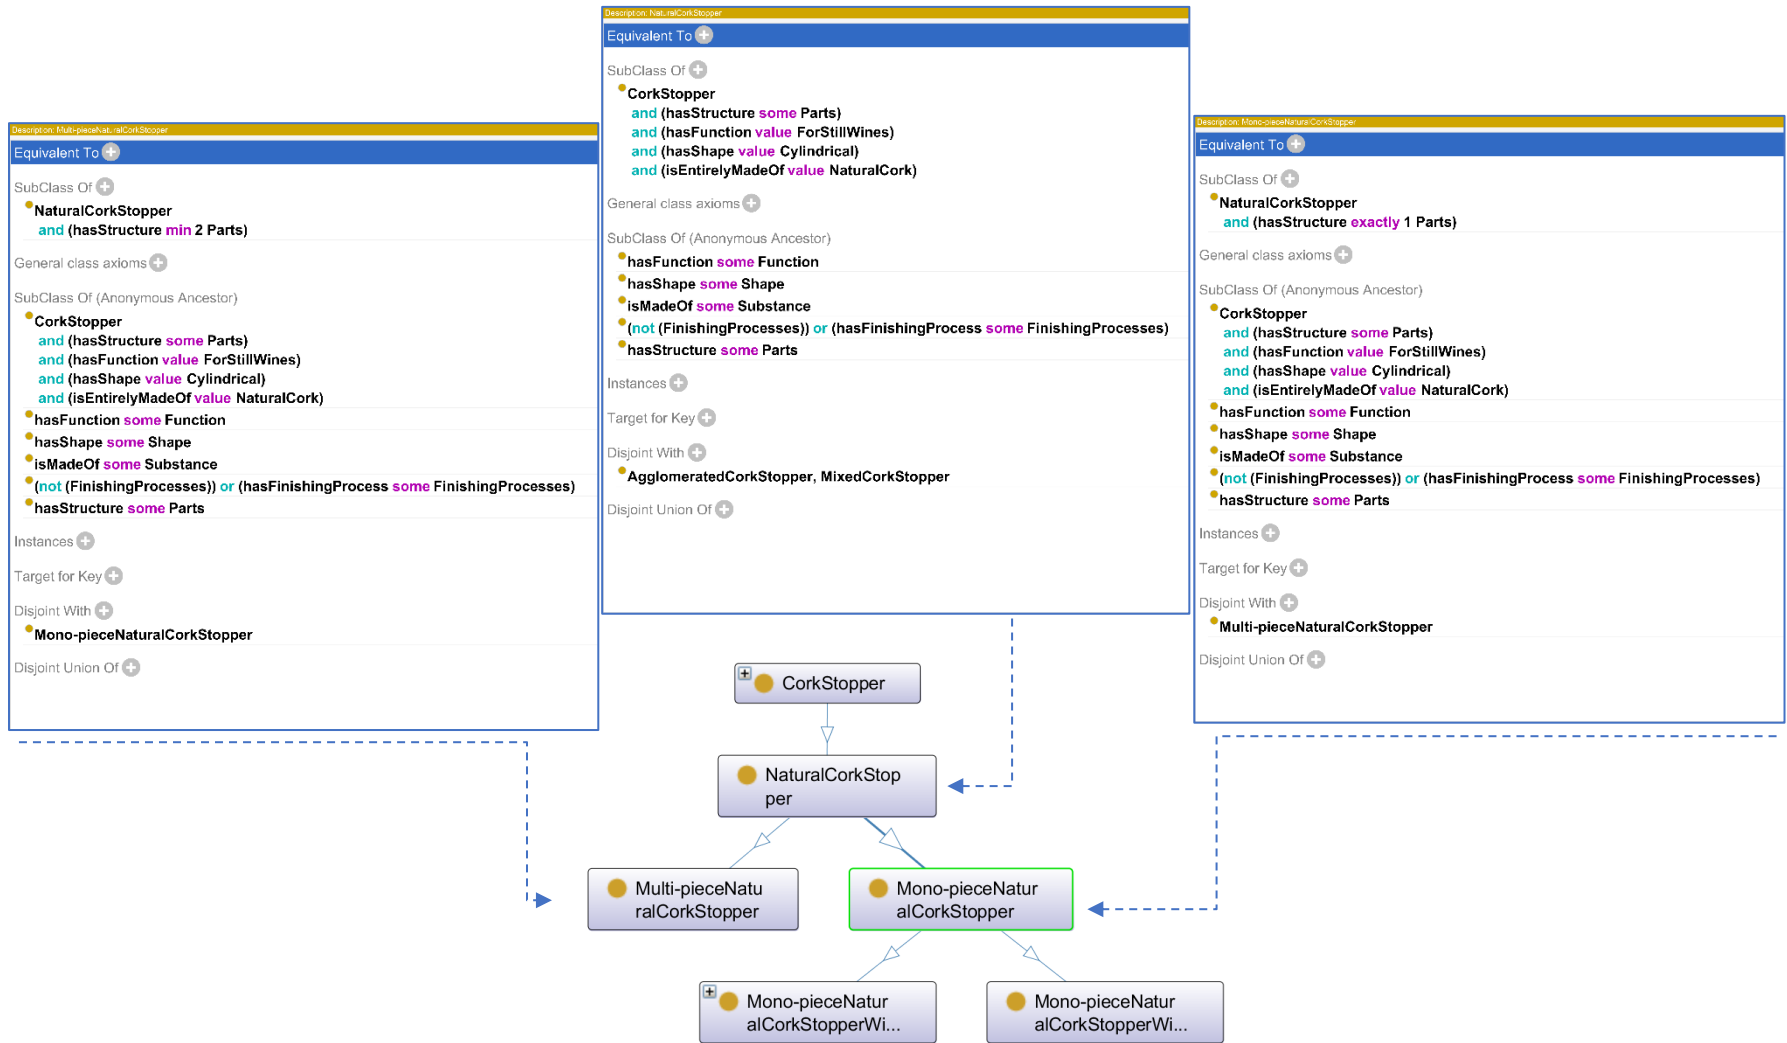 Description: Multi-pieceNaturalCorkStopper
Equivalent To
SubClass Of
NaturalCorkStopper
and (hasStructure min 2 Parts)
General class axioms
SubClass Of (Anonymous Ancestor)
CorkStopper
and (hasStructure some Parts)
and (hasFunction value ForStillWines)
and (hasShape value Cylindrical)
and (isEntirelyMadeOf value NaturalCork)
hasFunction some Function
hasShape some Shape
isMadeOf some Substance
(not (FinishingProcesses)) or (hasFinishingProcess some FinishingProcesses)
hasStructure some Parts
Instances
Target for Key
Disjoint With
Mono-pieceNaturalCorkStopper
Disjoint Union Of
Description: NaturalCorkStopper
Equivalent To
SubClass Of
CorkStopper
and (hasStructure some Parts)
and (hasFunction value ForStillWines)
and (hasShape value Cylindrical)
and (isEntirelyMadeOf value NaturalCork)
General class axioms
SubClass Of (Anonymous Ancestor)
hasFunction some Function
hasShape some Shape
isMadeOf some Substance
(not (FinishingProcesses)) or (hasFinishingProcess some FinishingProcesses)
hasStructure some Parts
Instances
Target for Key
Disjoint With
AgglomeratedCorkStopper, MixedCorkStopper
Disjoint Union Of
Description: Mono-pieceNaturalCorkStopper
Equivalent To
SubClass Of
NaturalCorkStopper
and (hasStructure exactly 1 Parts)
General class axioms
SubClass Of (Anonymous Ancestor)
CorkStopper
and (hasStructure some Parts)
and (hasFunction value ForStillWines)
and (hasShape value Cylindrical)
and (isEntirelyMadeOf value NaturalCork)
hasFunction some Function
hasShape some Shape
isMadeOf some Substance
(not (FinishingProcesses)) or (hasFinishingProcess some FinishingProcesses)
hasStructure some Parts
Instances
Target for Key
Disjoint With
Multi-pieceNaturalCorkStopper
Disjoint Union Of
CorkStopper
NaturalCorkStop
per
Multi-pieceNatu
ralCorkStopper
Mono-pieceNatur
alCorkStopper
Mono-pieceNatur
alCorkStopperWi...
Mono-pieceNatur
alCorkStopperWi...